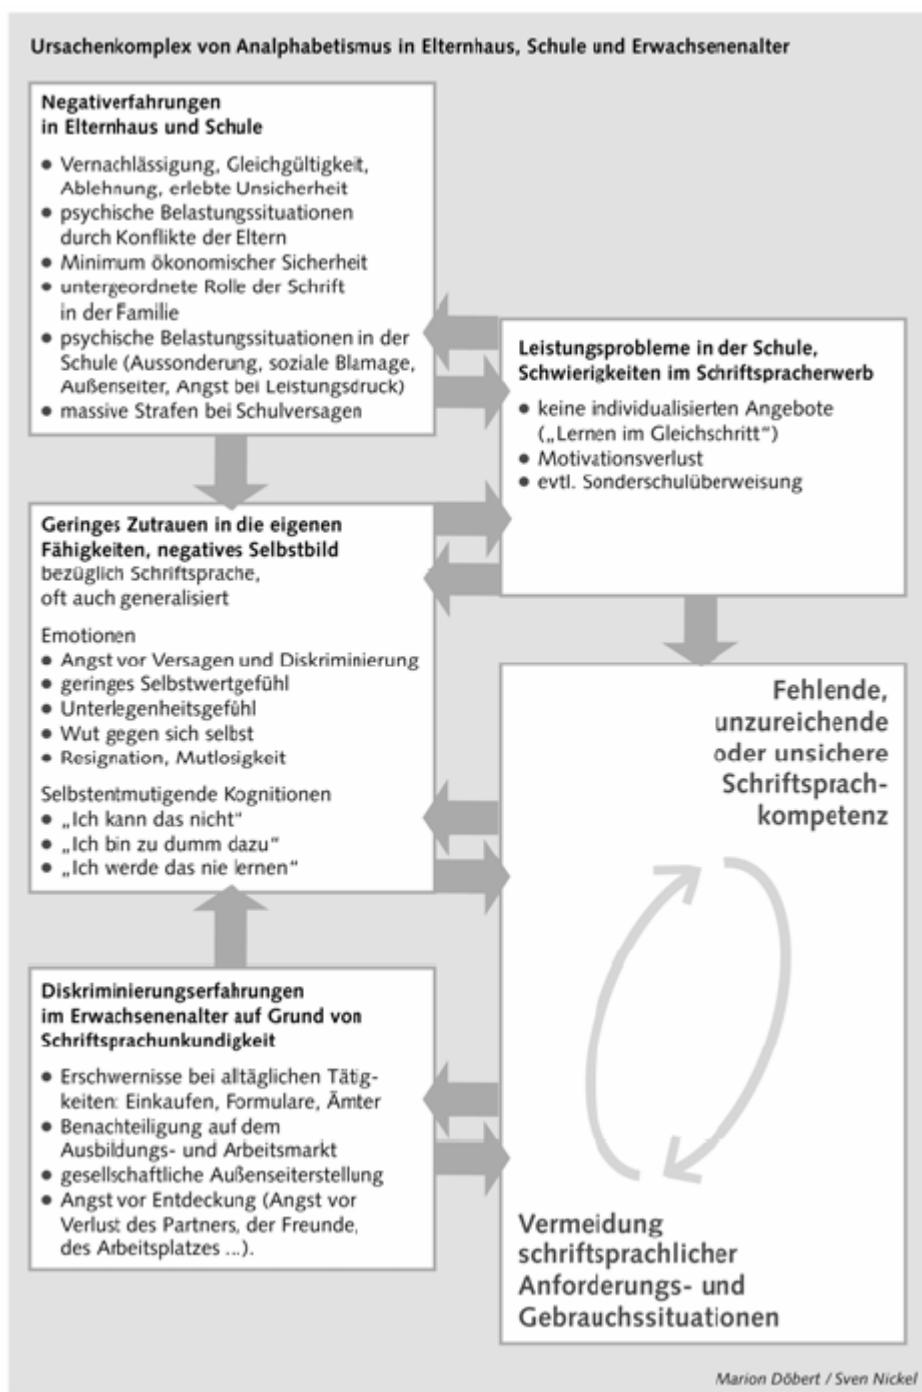 Ursachenkomplex von Analphabetismus in Elternhaus, Schule und Erwachsenenalter
Negativerfahrungen
in Elternhaus und Schule
• Vernachlässigung, Gleichgültigkeit,
Ablehnung, erlebte Unsicherheit
• psychische Belastungssituationen
durch Konflikte der Eltern
• Minimum ökonomischer Sicherheit
• untergeordnete Rolle der Schrift
in der Familie
• psychische Belastungssituationen in der
Schule (Aussonderung, soziale Blamage,
Außenseiter, Angst bei Leistungsdruck)
• massive Strafen bei Schulversagen
Leistungsprobleme in der Schule,
Schwierigkeiten im Schriftspracherwerb
• keine individualisierten Angebote
(„Lernen im Gleichschritt“)
• Motivationsverlust
• evtl. Sonderschulüberweisung
Geringes Zutrauen in die eigenen
Fähigkeiten, negatives Selbstbild
bezüglich Schriftsprache,
oft auch generalisiert
Emotionen
• Angst vor Versagen und Diskriminierung
• geringes Selbstwertgefühl
• Unterlegenheitsgefühl
• Wut gegen sich selbst
• Resignation, Mutlosigkeit
Selbstentmutigende Kognitionen
• „Ich kann das nicht“
• „Ich bin zu dumm dazu“
• „Ich werde das nie lernen“
Fehlende,
unzureichende
oder unsichere
Schriftsprach-
kompetenz
Diskriminierungserfahrungen
im Erwachsenenalter auf Grund von
Schriftsprachunkundigkeit
• Erschwernisse bei alltäglichen Tätig-
keiten: Einkaufen, Formulare, Ämter
• Benachteiligung auf dem
Ausbildungs- und Arbeitsmarkt
• gesellschaftliche Außenseiterstellung
• Angst vor Entdeckung (Angst vor
Verlust des Partners, der Freunde,
des Arbeitsplatzes ...).
Vermeidung
schriftsprachlicher
Anforderungs- und
Gebrauchssituationen
Marion Döbert / Sven Nickel